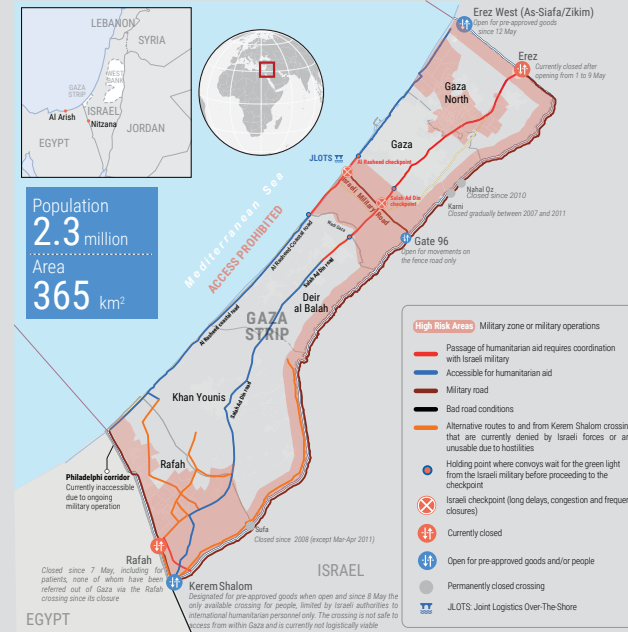 LEBANON
SYRIA
WEST
BANK
GAZA
STRIP
Al Arish
ISRAEL
Nitzana
JORDAN
EGYPT
Erez West (As-Siafa/Zikim)
Open for pre-approved goods
since 12 May
Erez
Currently closed after
opening from 1 to 9 May
Gaza
North
Gaza
JLOTS
Al Rasheed checkpoint
Israeli Military Road
Salah Ad Din
checkpoint
Nahal Oz
Closed since 2010
Karni
Closed gradually between 2007 and 2011
Population
2.3 million
Area
365 km²
Mediterranean Sea
ACCESS PROHIBITED
Al Rasheed-Coastal road
Wadi Gaza
Gate 96
Open for movements on
the fence road only
Salah Ad Din road
Deir
al Balah
GAZA
STRIP
Al Rasheed coastal road
Khan Younis
Salah Ad Din road
Philadelphi corridor
Currently inaccessible
due to ongoing
military operation
Rafah
Sufa
Closed since 2008 (except Mar-Apr 2011)
Rafah
Closed since 7 May, including for
patients, none of whom have been
referred out of Gaza via the Rafah
crossing since its closure
Kerem Shalom
Designated for pre-approved goods when open and since 8 May the
only available crossing for people, limited by Israeli authorities to
international humanitarian personnel only. The crossing is not safe to
access from within Gaza and is currently not logistically viable
ISRAEL
EGYPT
High Risk Areas Military zone or military operations
Passage of humanitarian aid requires coordination
with Israeli military
Accessible for humanitarian aid
Military road
Bad road conditions
Alternative routes to and from Kerem Shalom crossin
that are currently denied by Israeli forces or ar
unusable due to hostilities
Holding point where convoys wait for the green light
from the Israeli military before proceeding to the
checkpoint
Israeli checkpoint (long delays, congestion and frequen
closures)
Currently closed
Open for pre-approved goods and/or people
Permanently closed crossing
JLOTS: Joint Logistics Over-The-Shore